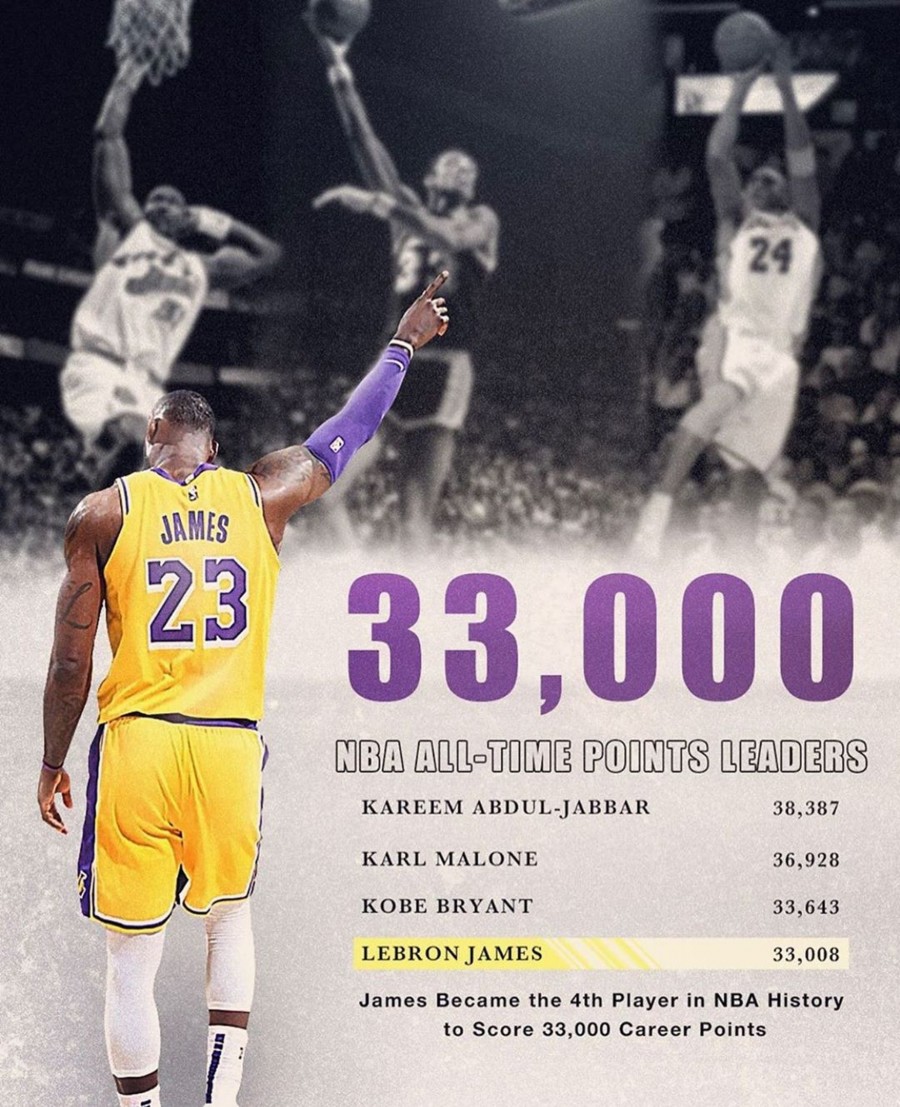 24
JAMES
23
33,000
NBA ALL-TIME POINTS LEADERS
KAREEM ABDUL-JABBAR 38,387
KARL MALONE 36,928
KOBE BRYANT 33,643
LEBRON JAMES 33,008
James Became the 4th Player in NBA History
to Score 33,000 Career Points